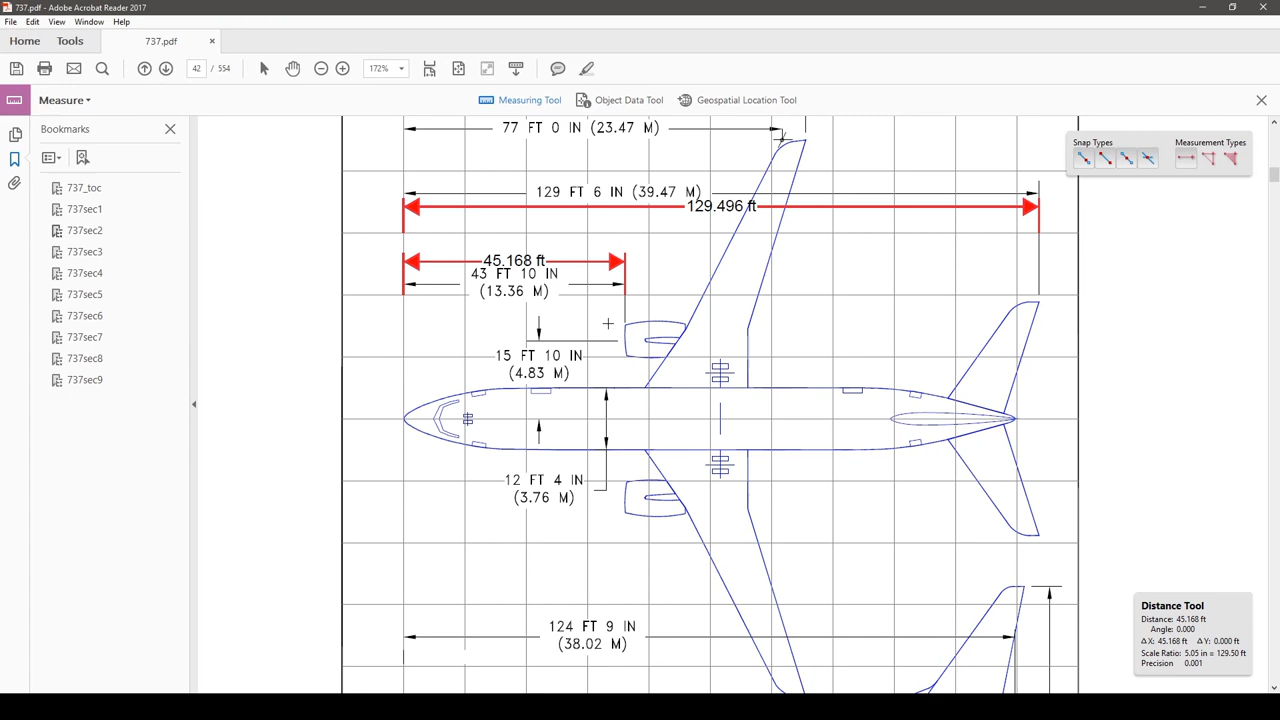 737.pdf - Adobe Acrobat Reader 2017
File Edit View Window Help
Home Tools 737.pdf ×
42 / 554 172%
Measure Measuring Tool Object Data Tool Geospatial Location Tool
Bookmarks
737_toc
737sec1
737sec2
737sec3
737sec4
737sec5
737sec6
737sec7
737sec8
737sec9
77 FT 0 IN (23.47 M)
Snap Types Measurement Types
129 FT 6 IN (39.47 M)
129.496 ft
45.168 ft
43 FT 10 IN
(13.36 M)
15 FT 10 IN
(4.83 M)
12 FT 4 IN
(3.76 M)
124 FT 9 IN
(38.02 M)
Distance Tool
Distance: 45.168 ft
Angle: 0.000
Δ X: 45.168 ft Δ Y: 0.000 ft
Scale Ratio: 5.05 in = 129.50 ft
Precision 0.001